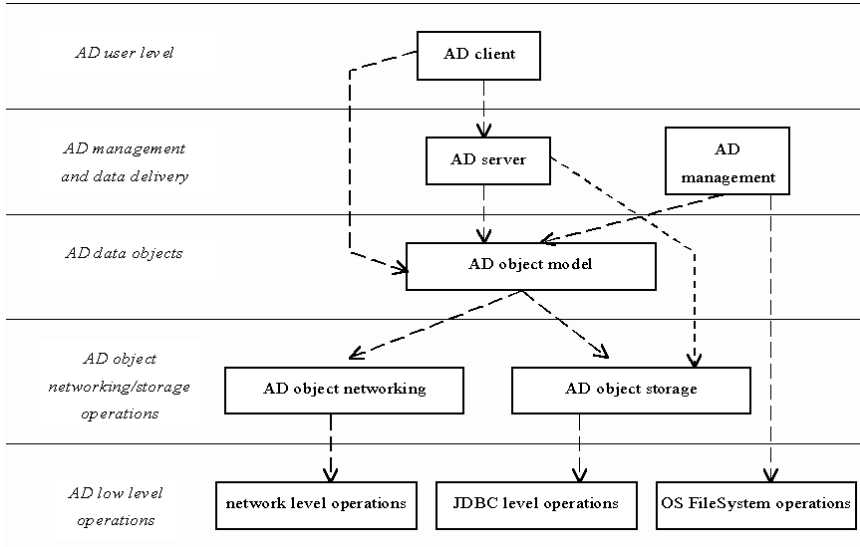 AD user level
AD client
AD management
and data delivery
AD server
AD
management
AD data objects
AD object model
AD object
networking/storage
operations
AD object networking
AD object storage
AD low level
operations
network level operations
JDBC level operations
OS FileSystem operations